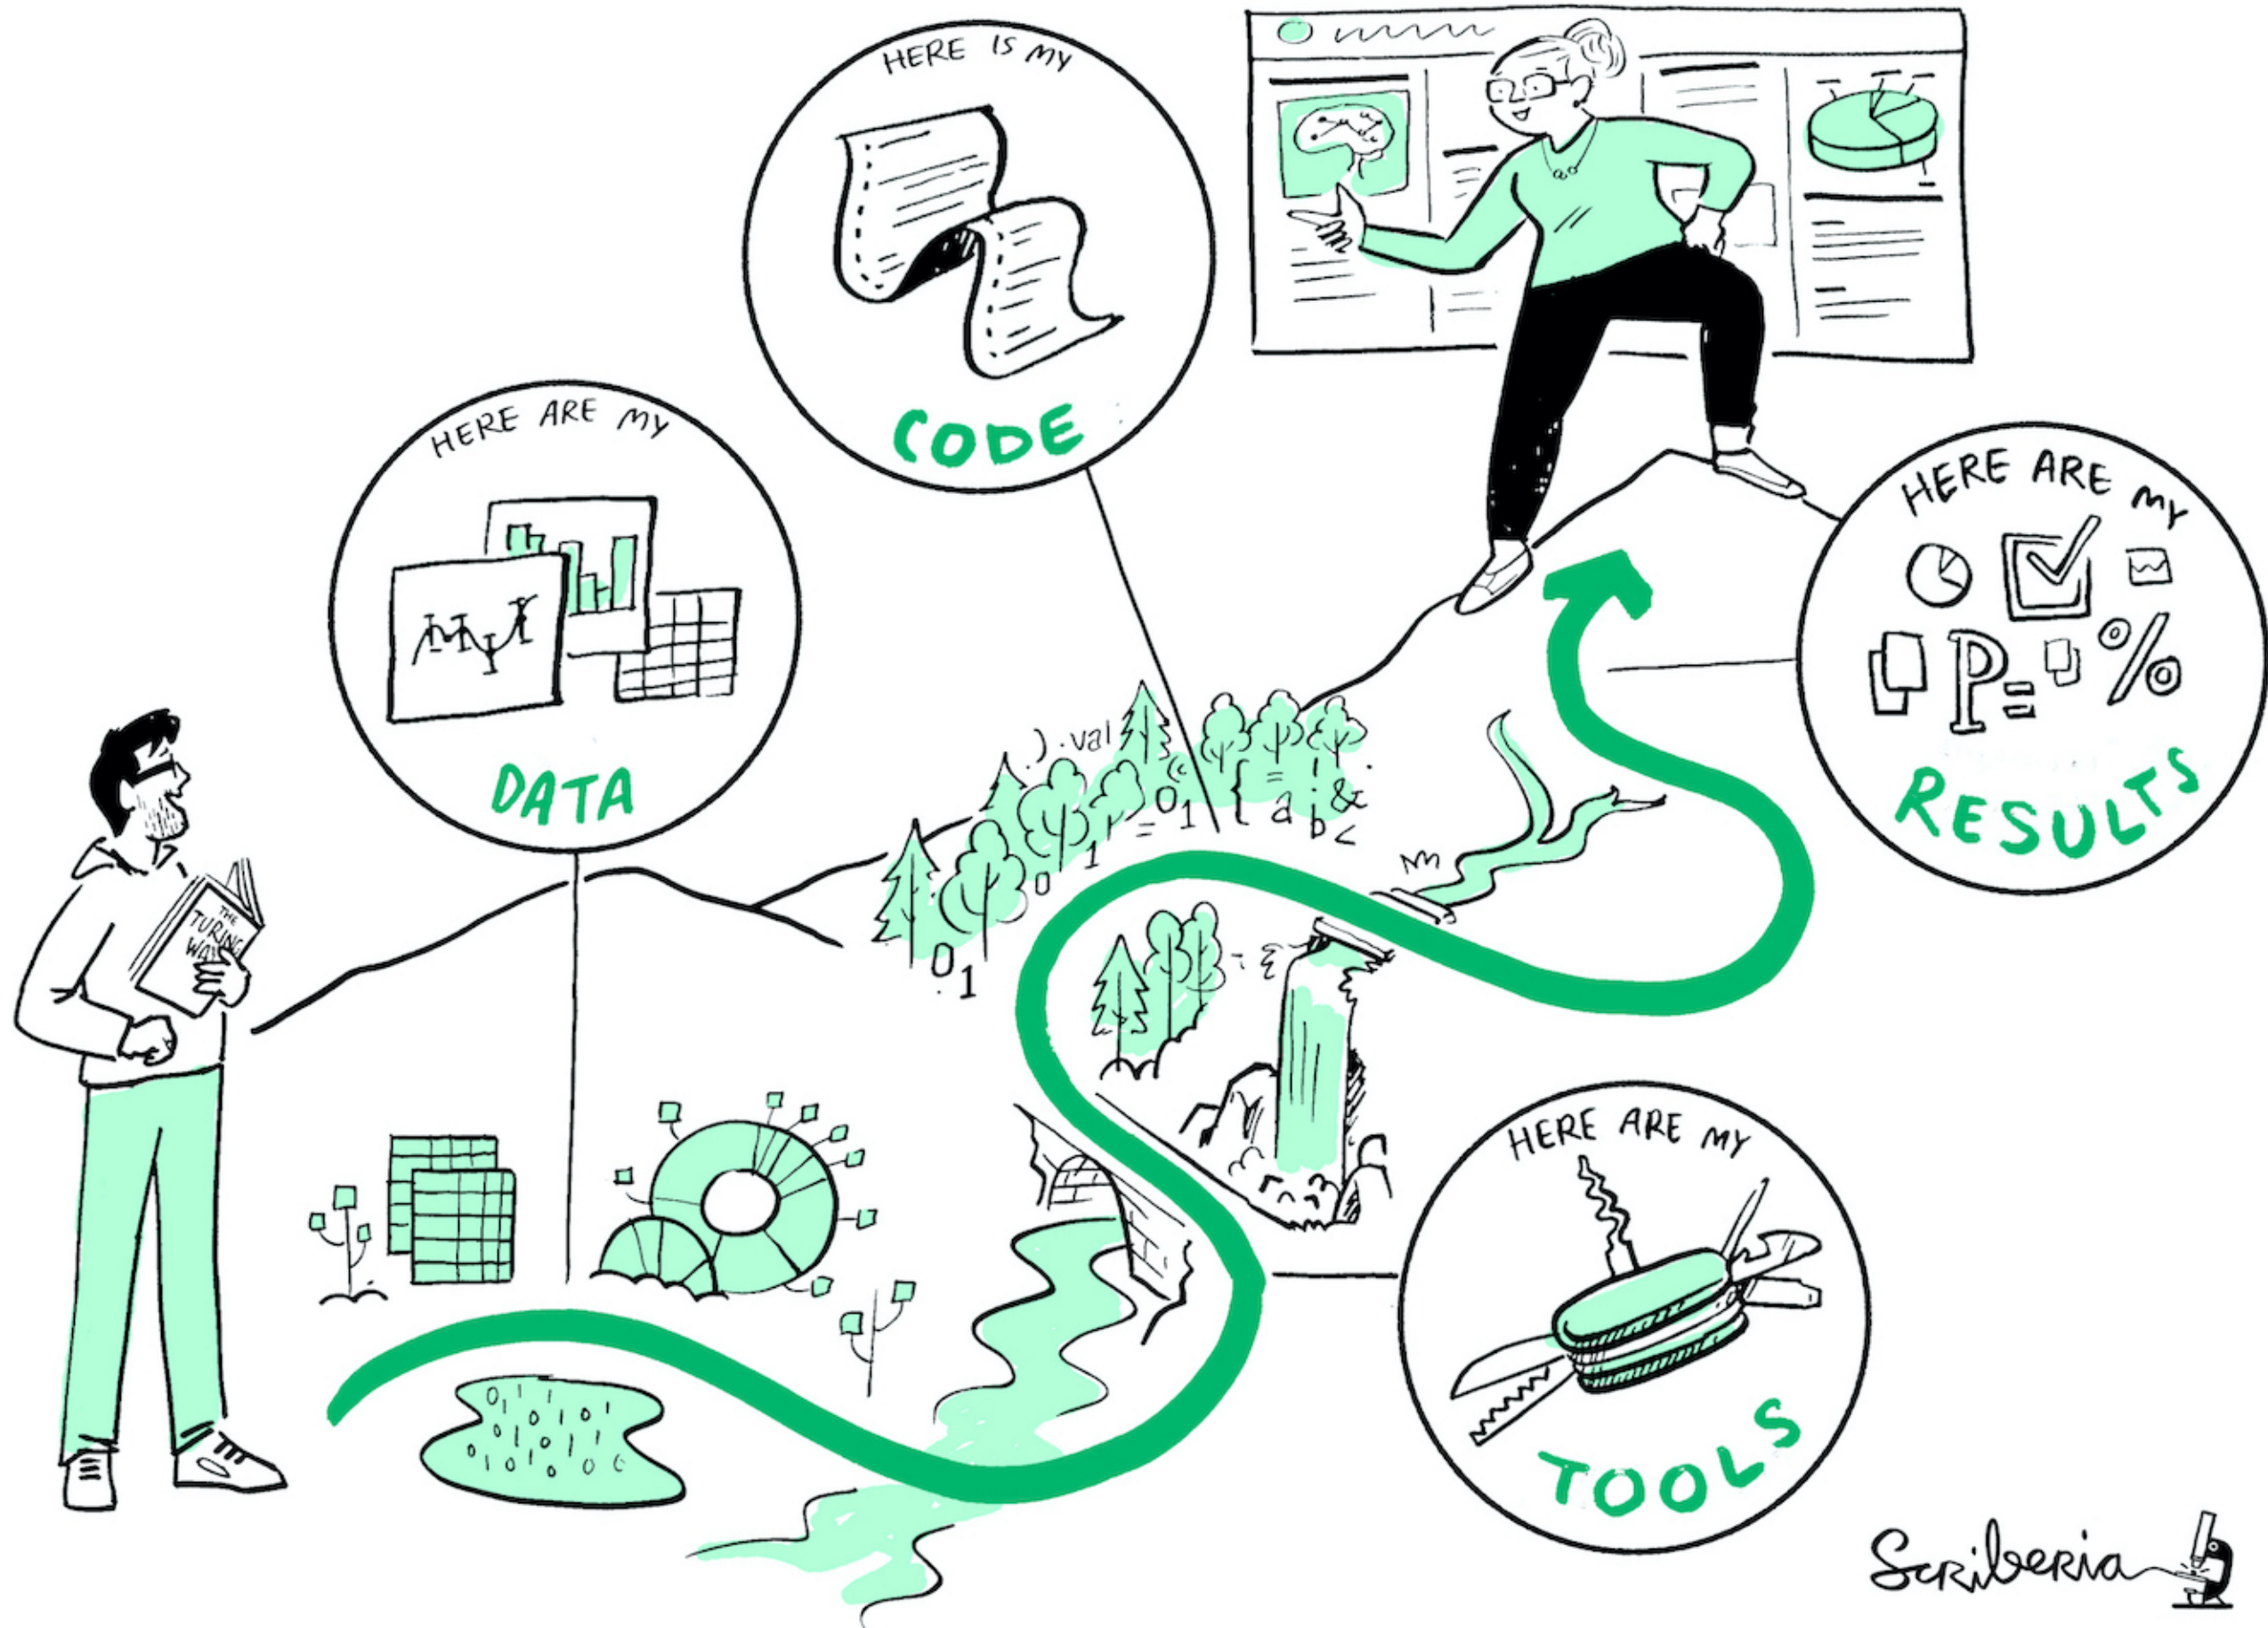 HERE IS MY
CODE
HERE ARE MY
DATA
HERE ARE MY
P= %
RESULTS
).val
{ = ! &
a b <
= 0 1
0 1
0 1
THE
TURING
WAY
0 1
HERE ARE MY
TOOLS
Scriberia